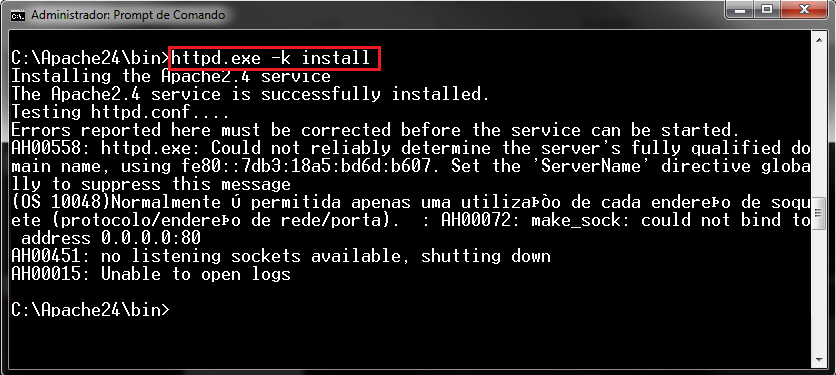 Administrador: Prompt de Comando
C:\Apache24\bin>httpd.exe -k install
Installing the Apache2.4 service
The Apache2.4 service is successfully installed.
Testing httpd.conf....
Errors reported here must be corrected before the service can be started.
AH00558: httpd.exe: Could not reliably determine the server's fully qualified do
main name, using fe80::7db3:18a5:bd6d:b607. Set the 'ServerName' directive globa
lly to suppress this message
(OS 10048)Normalmente Ú permitida apenas uma utilizaþÒo de cada endereþo de soqu
ete (protocolo/endereþo de rede/porta).  : AH00072: make_sock: could not bind to
 address 0.0.0.0:80
AH00451: no listening sockets available, shutting down
AH00015: Unable to open logs
C:\Apache24\bin>